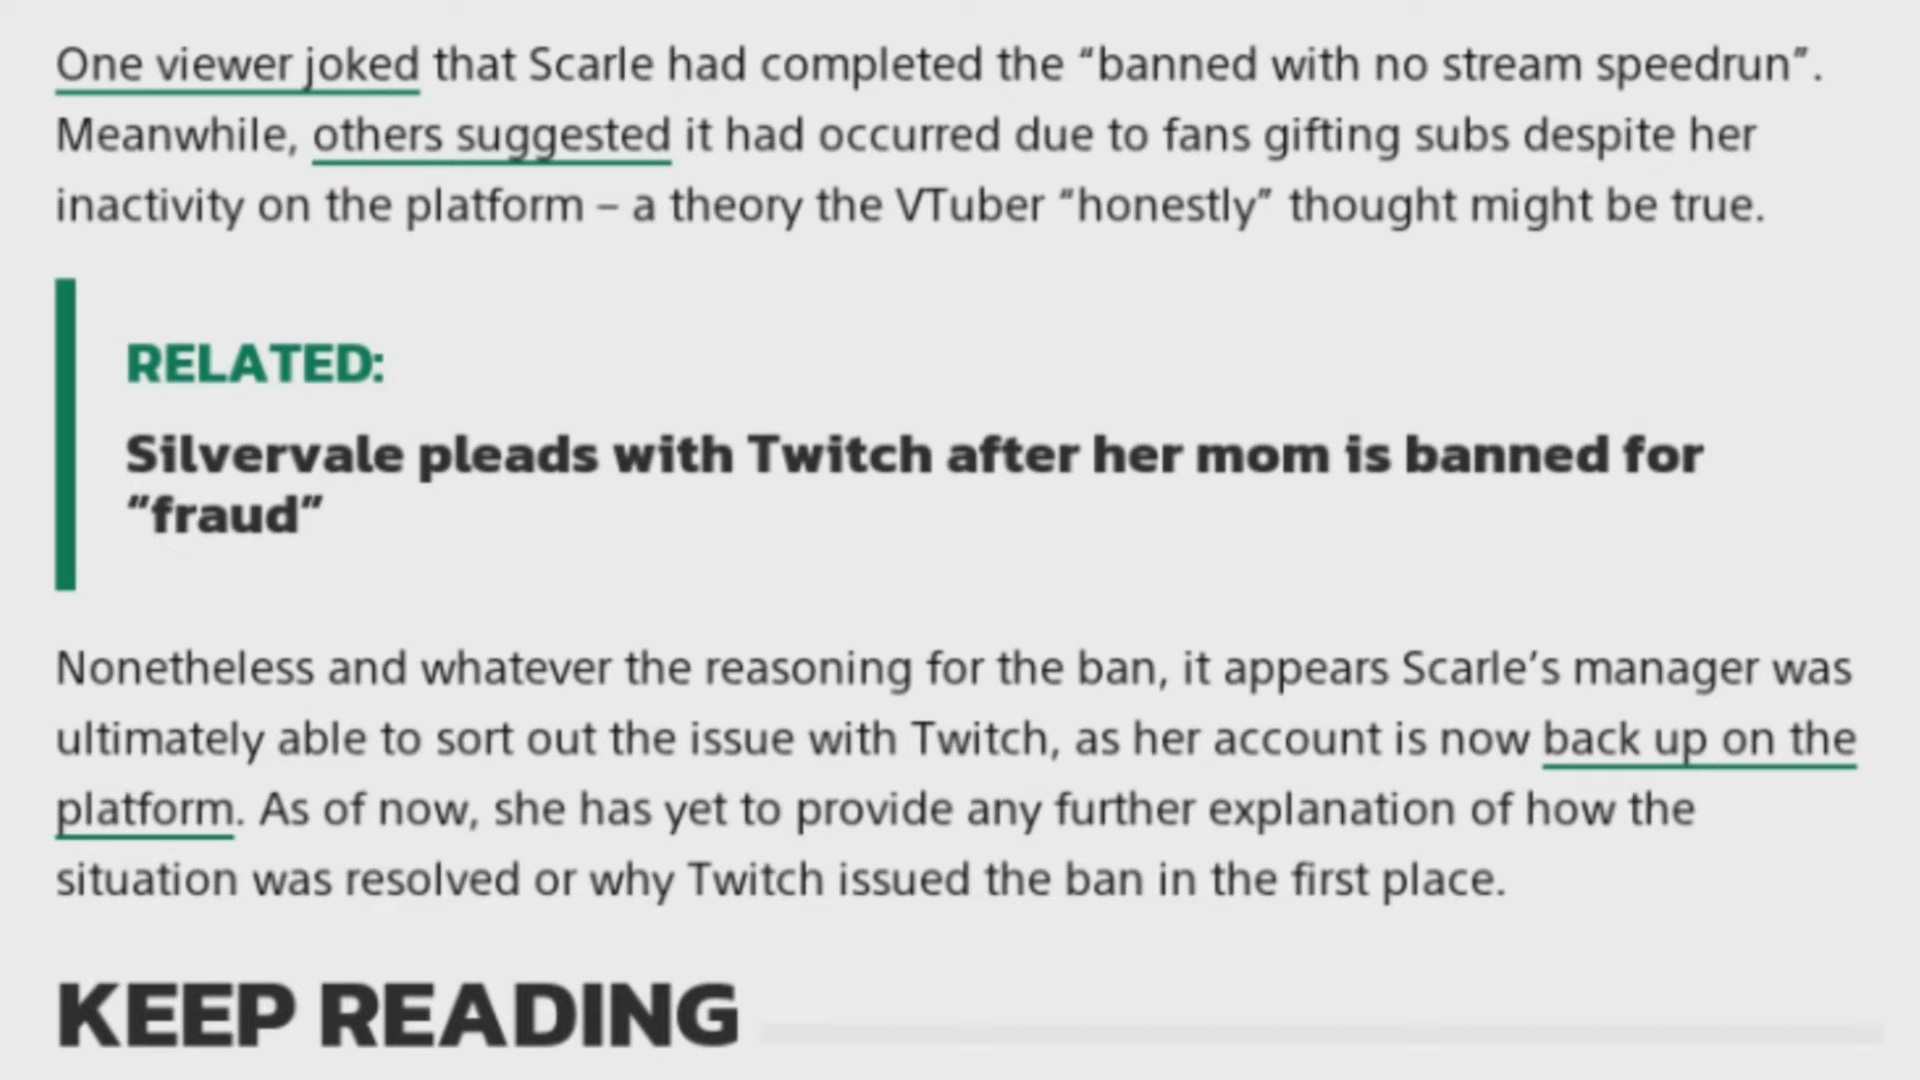 One viewer joked that Scarle had completed the “banned with no stream speedrun”.
Meanwhile, others suggested it had occurred due to fans gifting subs despite her
inactivity on the platform – a theory the VTuber “honestly” thought might be true.
RELATED:
Silvervale pleads with Twitch after her mom is banned for
“fraud”
Nonetheless and whatever the reasoning for the ban, it appears Scarle’s manager was
ultimately able to sort out the issue with Twitch, as her account is now back up on the
platform. As of now, she has yet to provide any further explanation of how the
situation was resolved or why Twitch issued the ban in the first place.
KEEP READING